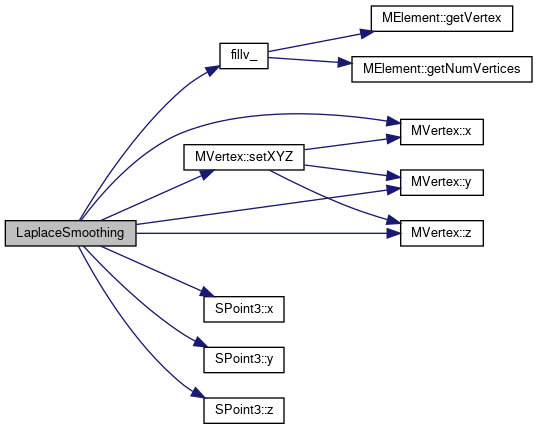 MElement::getVertex
fillv_
MElement::getNumVertices
MVertex::x
MVertex::setXYZ
MVertex::y
LaplaceSmoothing
MVertex::z
SPoint3::x
SPoint3::y
SPoint3::z